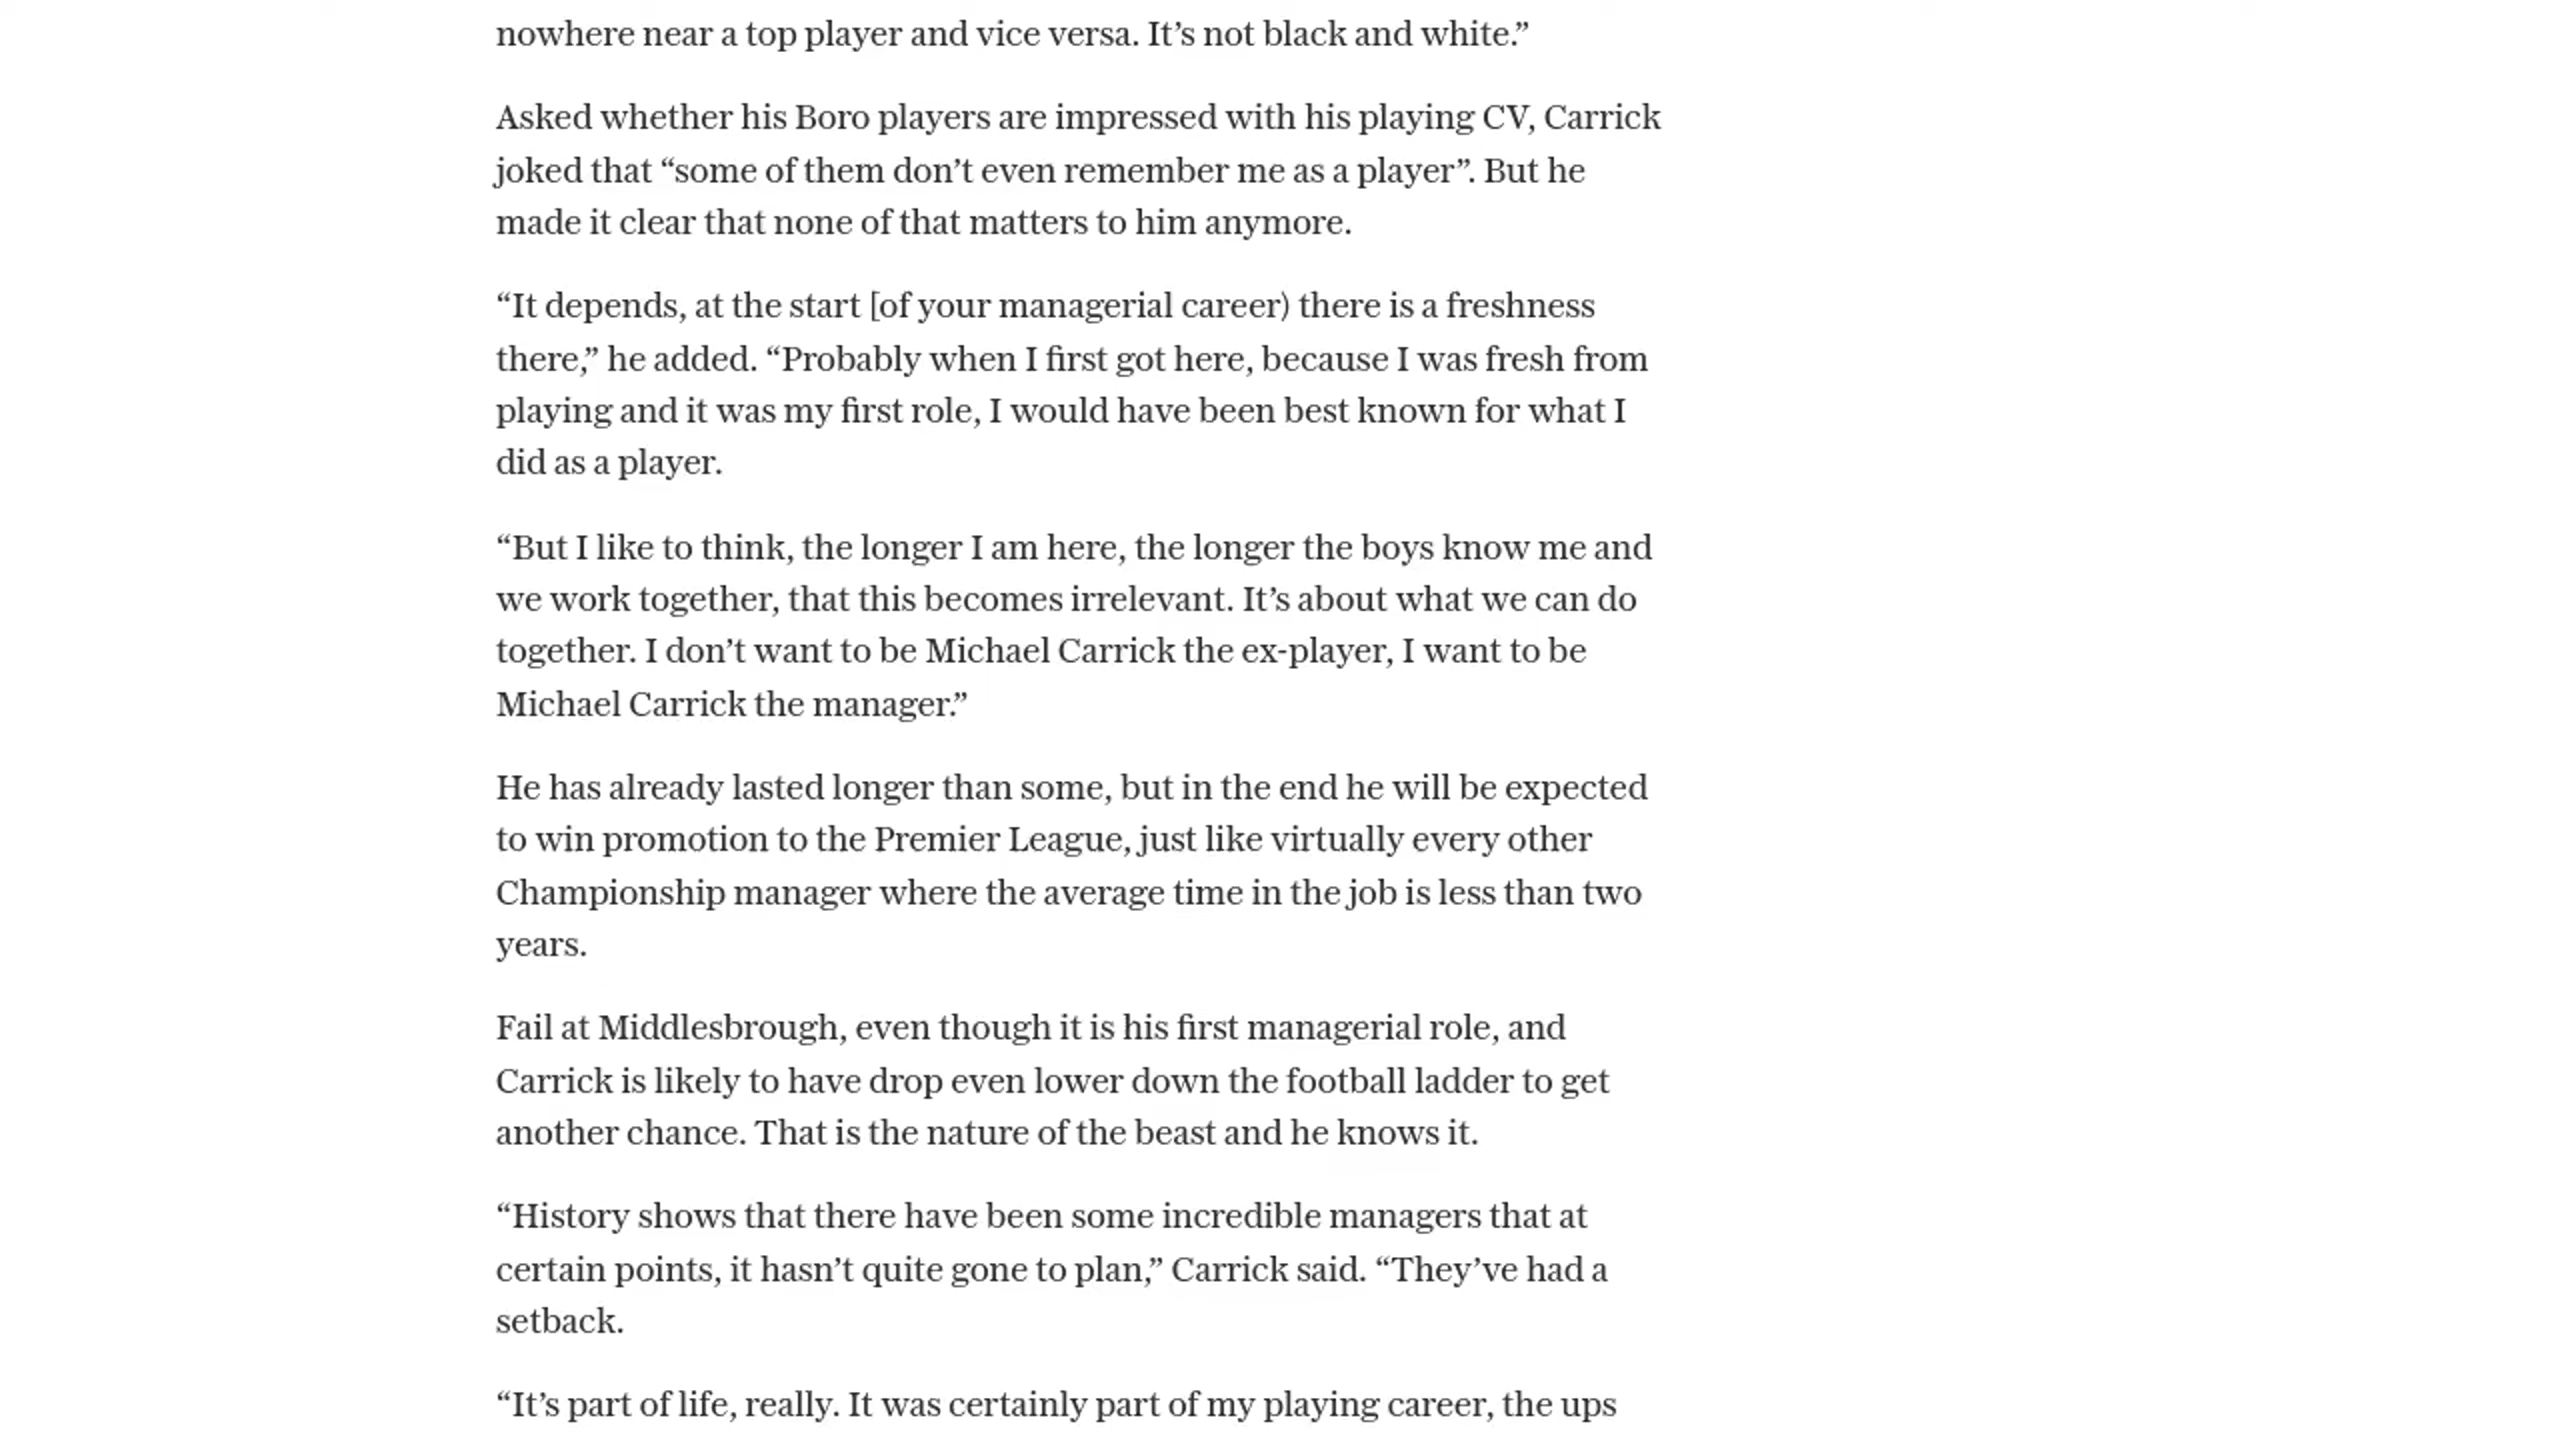 nowhere near a top player and vice versa. It’s not black and white.”
Asked whether his Boro players are impressed with his playing CV, Carrick
joked that “some of them don’t even remember me as a player”. But he
made it clear that none of that matters to him anymore.
“It depends, at the start [of your managerial career) there is a freshness
there,” he added. “Probably when I first got here, because I was fresh from
playing and it was my first role, I would have been best known for what I
did as a player.
“But I like to think, the longer I am here, the longer the boys know me and
we work together, that this becomes irrelevant. It’s about what we can do
together. I don’t want to be Michael Carrick the ex-player, I want to be
Michael Carrick the manager.”
He has already lasted longer than some, but in the end he will be expected
to win promotion to the Premier League, just like virtually every other
Championship manager where the average time in the job is less than two
years.
Fail at Middlesbrough, even though it is his first managerial role, and
Carrick is likely to have drop even lower down the football ladder to get
another chance. That is the nature of the beast and he knows it.
“History shows that there have been some incredible managers that at
certain points, it hasn’t quite gone to plan,” Carrick said. “They’ve had a
setback.
“It’s part of life, really. It was certainly part of my playing career, the ups